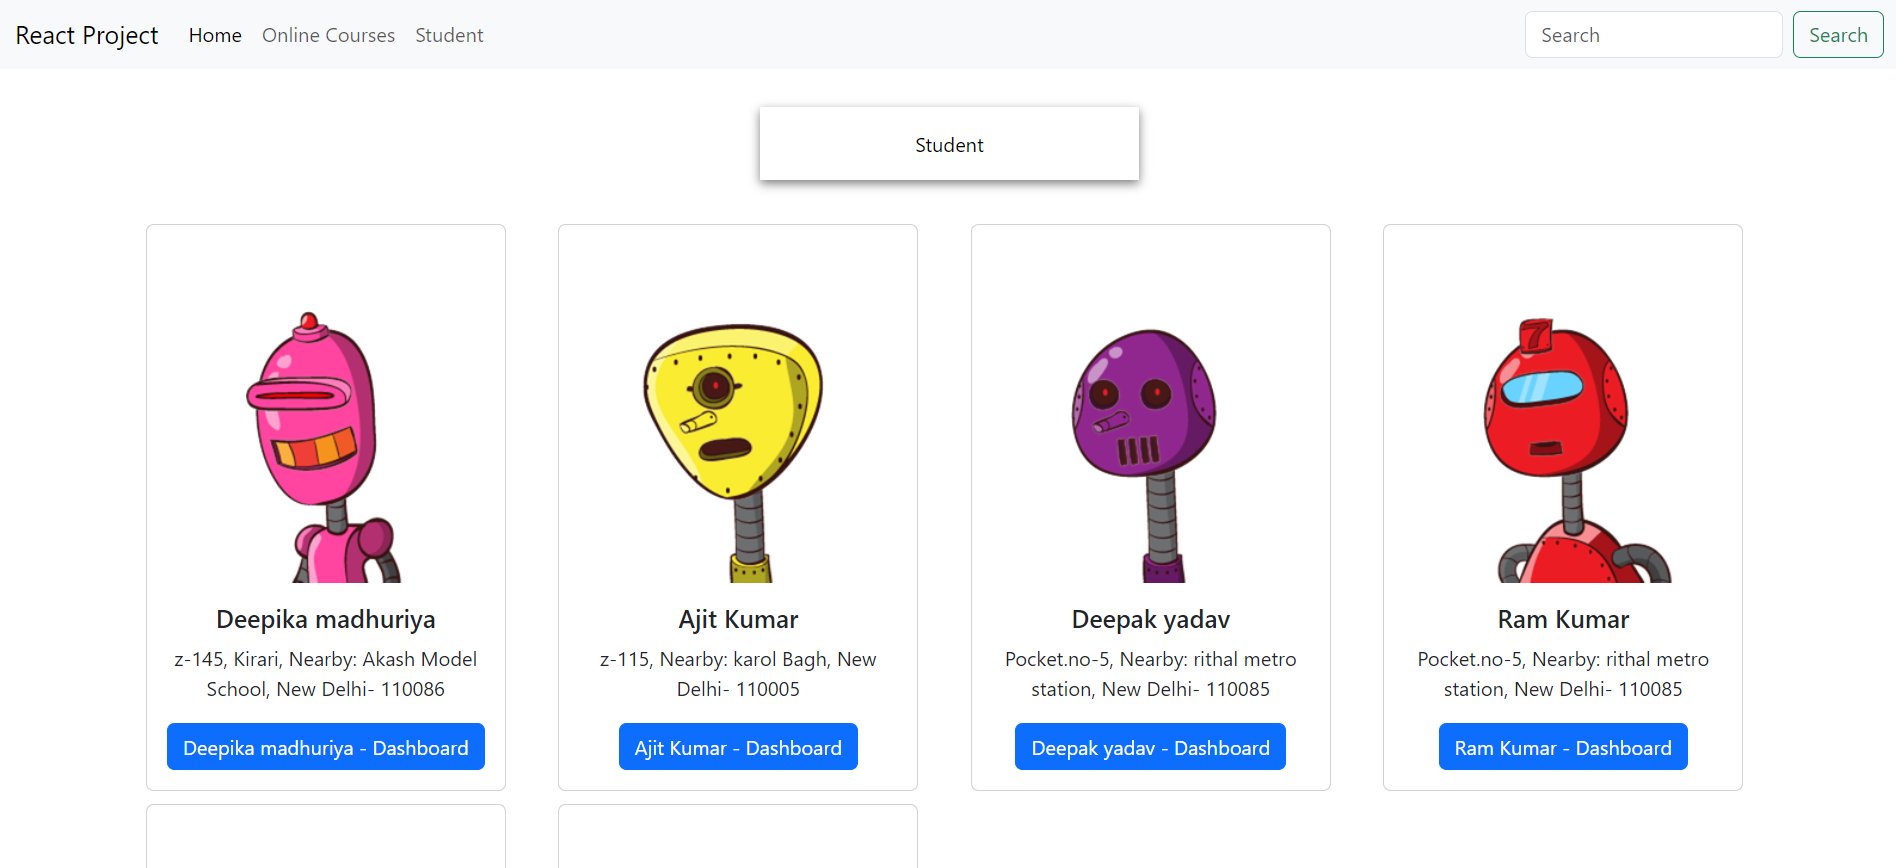 React Project Home Online Courses Student Search Search
Student
7
Deepika madhuriya
z-145, Kirari, Nearby: Akash Model
School, New Delhi- 110086
Deepika madhuriya - Dashboard
Ajit Kumar
z-115, Nearby: karol Bagh, New
Delhi- 110005
Ajit Kumar - Dashboard
Deepak yadav
Pocket.no-5, Nearby: rithal metro
station, New Delhi- 110085
Deepak yadav - Dashboard
Ram Kumar
Pocket.no-5, Nearby: rithal metro
station, New Delhi- 110085
Ram Kumar - Dashboard